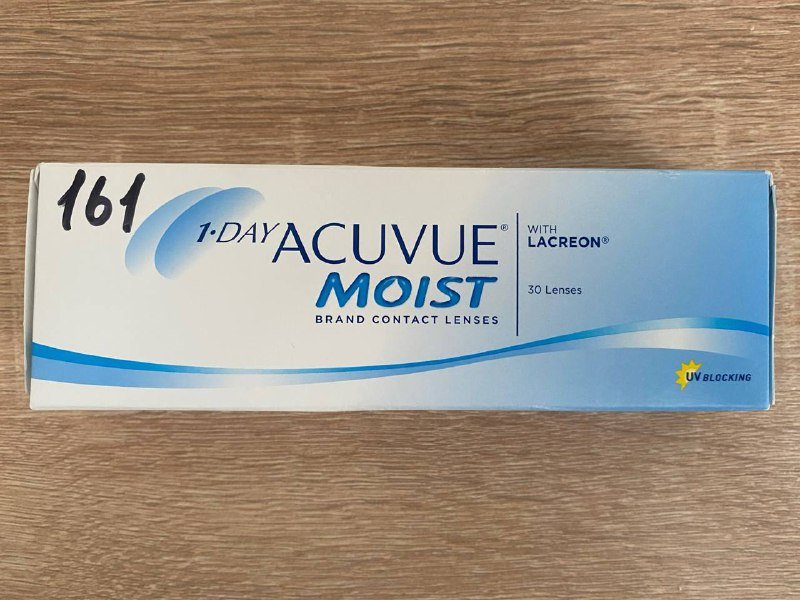 161
1·DAY ACUVUE®
MOIST
BRAND CONTACT LENSES
WITH
LACREON®
30 Lenses
UV BLOCKING